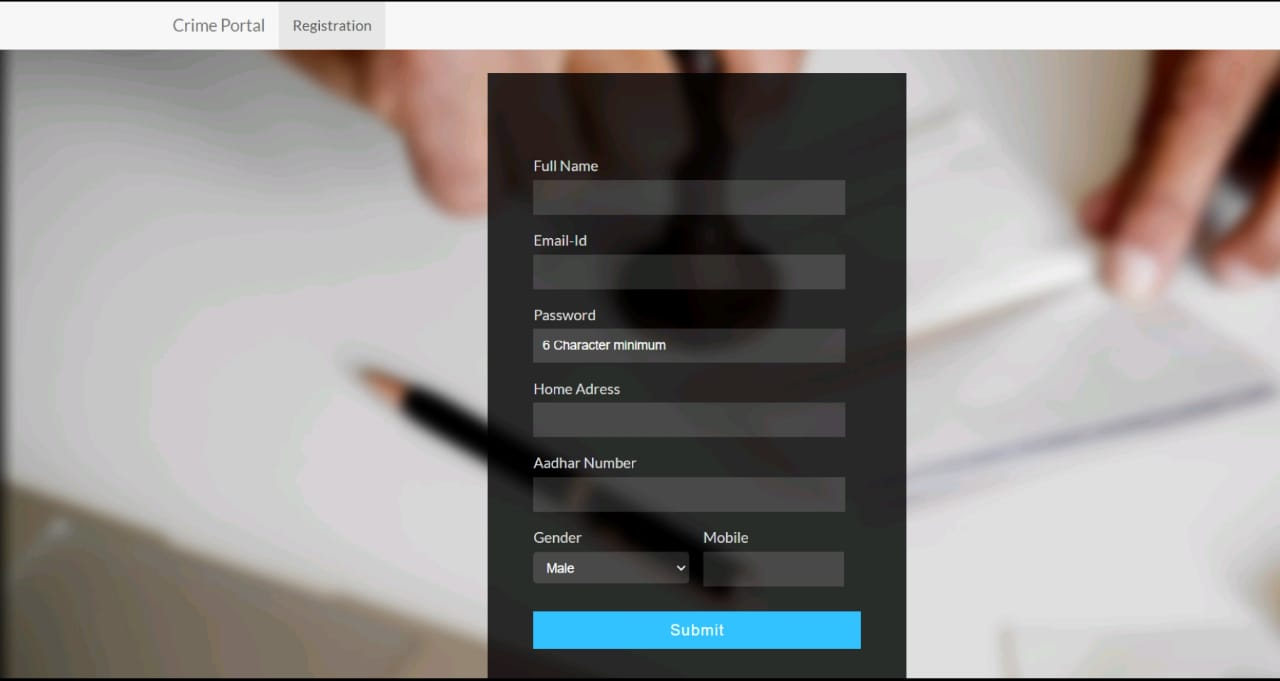 Crime Portal Registration
Full Name
Email-Id
Password
6 Character minimum
Home Adress
Aadhar Number
Gender Mobile
Male
Submit